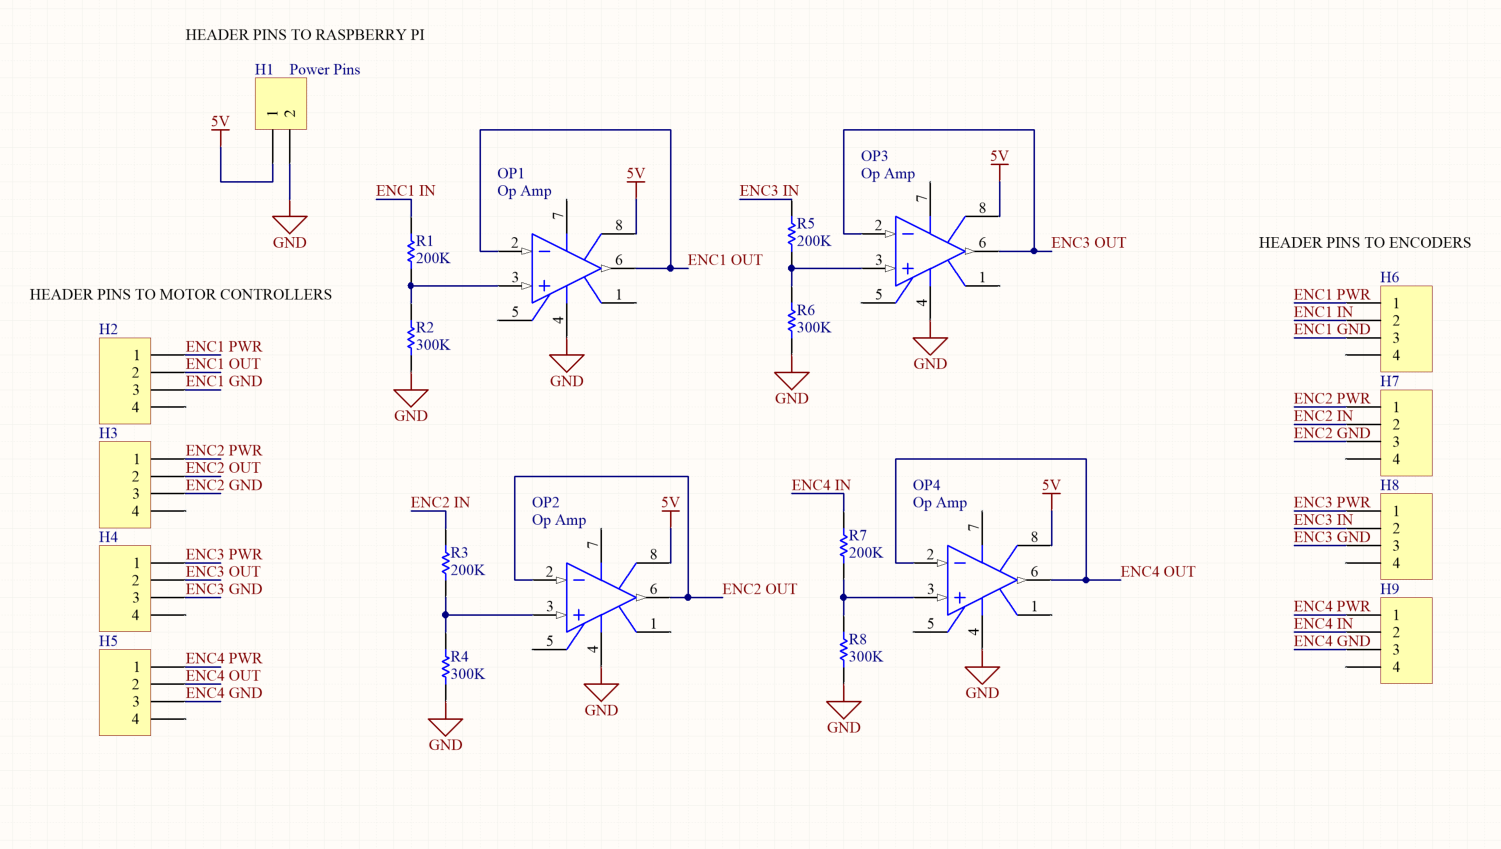 HEADER PINS TO RASPBERRY PI
H1 Power Pins
1 2
5V
GND
HEADER PINS TO MOTOR CONTROLLERS
H2
1 ENC1 PWR
2 ENC1 OUT
3 ENC1 GND
4
H3
1 ENC2 PWR
2 ENC2 OUT
3 ENC2 GND
4
H4
1 ENC3 PWR
2 ENC3 OUT
3 ENC3 GND
4
H5
1 ENC4 PWR
2 ENC4 OUT
3 ENC4 GND
4
ENC1 IN
R1
200K
R2
300K
GND
OP1
Op Amp
5V
7
8
2
6
3
1
5
4
GND
ENC1 OUT
ENC3 IN
R5
200K
R6
300K
GND
OP3
Op Amp
5V
7
8
2
6
3
1
5
4
GND
ENC3 OUT
ENC2 IN
R3
200K
R4
300K
GND
OP2
Op Amp
5V
7
8
2
6
3
1
5
4
GND
ENC2 OUT
ENC4 IN
R7
200K
R8
300K
GND
OP4
Op Amp
5V
7
8
2
6
3
1
5
4
GND
ENC4 OUT
HEADER PINS TO ENCODERS
H6
ENC1 PWR 1
ENC1 IN 2
ENC1 GND 3
4
H7
ENC2 PWR 1
ENC2 IN 2
ENC2 GND 3
4
H8
ENC3 PWR 1
ENC3 IN 2
ENC3 GND 3
4
H9
ENC4 PWR 1
ENC4 IN 2
ENC4 GND 3
4